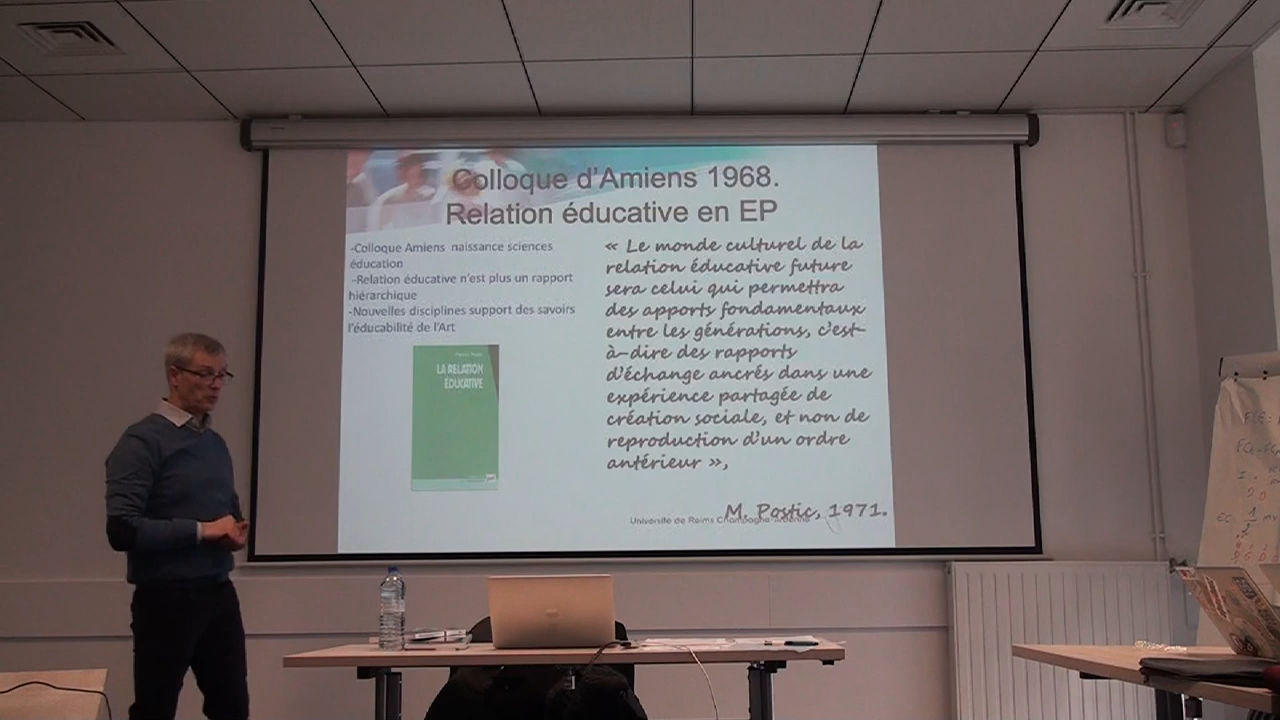 Colloque d'Amiens 1968.
Relation éducative en EP
-Colloque Amiens naissance sciences
éducation
-Relation éducative n'est plus un rapport
hiérarchique
-Nouvelles disciplines support des savoirs
l'éducabilité de l'Art
LA RELATION
ÉDUCATIVE
« Le monde culturel de la
relation éducative future
sera celui qui permettra
des apports fondamentaux
entre les générations, c'est-
à-dire des rapports
d'échange ancrés dans une
expérience partagée de
création sociale, et non de
reproduction d'un ordre
antérieur »,
M. Postic, 1971.
Université de Reims Champagne-Ardenne